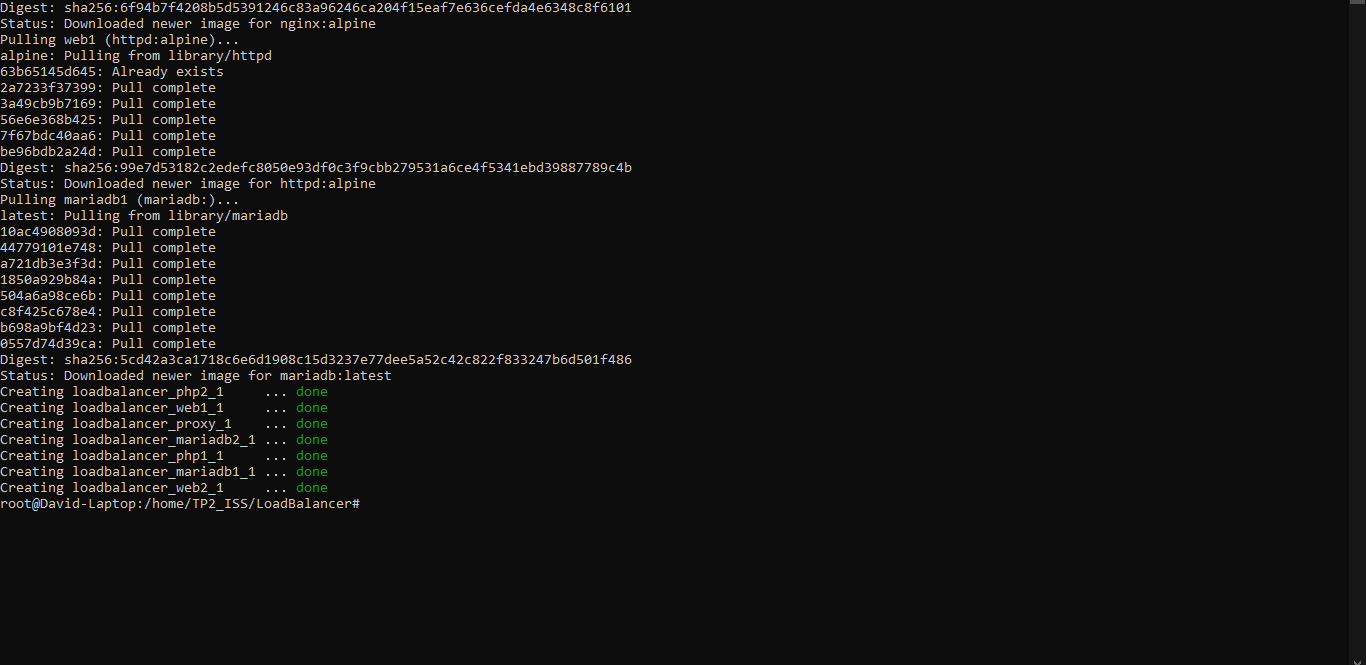 Digest: sha256:6f94b7f4208b5d5391246c83a96246ca204f15eaf7e636cefda4e6348c8f6101
Status: Downloaded newer image for nginx:alpine
Pulling web1 (httpd:alpine)...
alpine: Pulling from library/httpd
63b65145d645: Already exists
2a7233f37399: Pull complete
3a49cb9b7169: Pull complete
56e6e368b425: Pull complete
7f67bdc40aa6: Pull complete
be96bdb2a24d: Pull complete
Digest: sha256:99e7d53182c2edefc8050e93df0c3f9cbb279531a6ce4f5341ebd39887789c4b
Status: Downloaded newer image for httpd:alpine
Pulling mariadb1 (mariadb:)...
latest: Pulling from library/mariadb
10ac4908093d: Pull complete
44779101e748: Pull complete
a721db3e3f3d: Pull complete
1850a929b84a: Pull complete
504a6a98ce6b: Pull complete
c8f425c678e4: Pull complete
b698a9bf4d23: Pull complete
0557d74d39ca: Pull complete
Digest: sha256:5cd42a3ca1718c6e6d1908c15d3237e77dee5a52c42c822f833247b6d501f486
Status: Downloaded newer image for mariadb:latest
Creating loadbalancer_php2_1     ... done
Creating loadbalancer_web1_1     ... done
Creating loadbalancer_proxy_1    ... done
Creating loadbalancer_mariadb2_1 ... done
Creating loadbalancer_php1_1     ... done
Creating loadbalancer_mariadb1_1 ... done
Creating loadbalancer_web2_1     ... done
root@David-Laptop:/home/TP2_ISS/LoadBalancer#